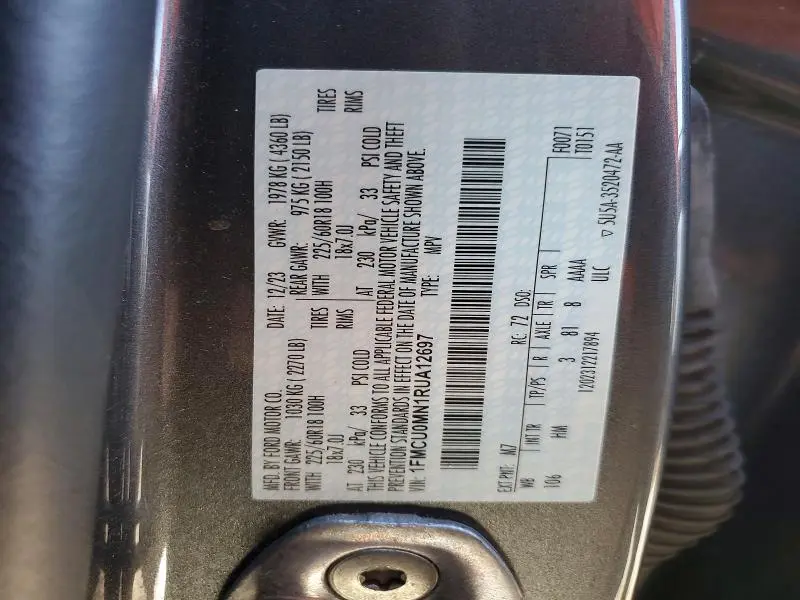 MFD. BY FORD MOTOR CO.
DATE: 12/23 GVWR: 1978 KG ( 4360 LB)
FRONT GAWR: 1030 KG ( 2270 LB) REAR GAWR: 975 KG ( 2150 LB)
WITH 225/60R18 100H TIRES WITH 225/60R18 100H TIRES
18x7.0J RIMS 18x7.0J RIMS
AT 230 kPa/ 33 PSI COLD AT 230 kPa/ 33 PSI COLD
THIS VEHICLE CONFORMS TO ALL APPLICABLE FEDERAL MOTOR VEHICLE SAFETY AND THEFT
PREVENTION STANDARDS IN EFFECT ON THE DATE OF MANUFACTURE SHOWN ABOVE.
VIN: 1FMCU0MN1RUA12697 TYPE: MPV
EXT PNT: M7 RC: 72 DSO: F0071
WB INT TR TP/PS R AXLE TR SPR T0151
106 HM 3 81 8 AAAA
1202312217894 ULC
▽ 5U5A-3520472-AA